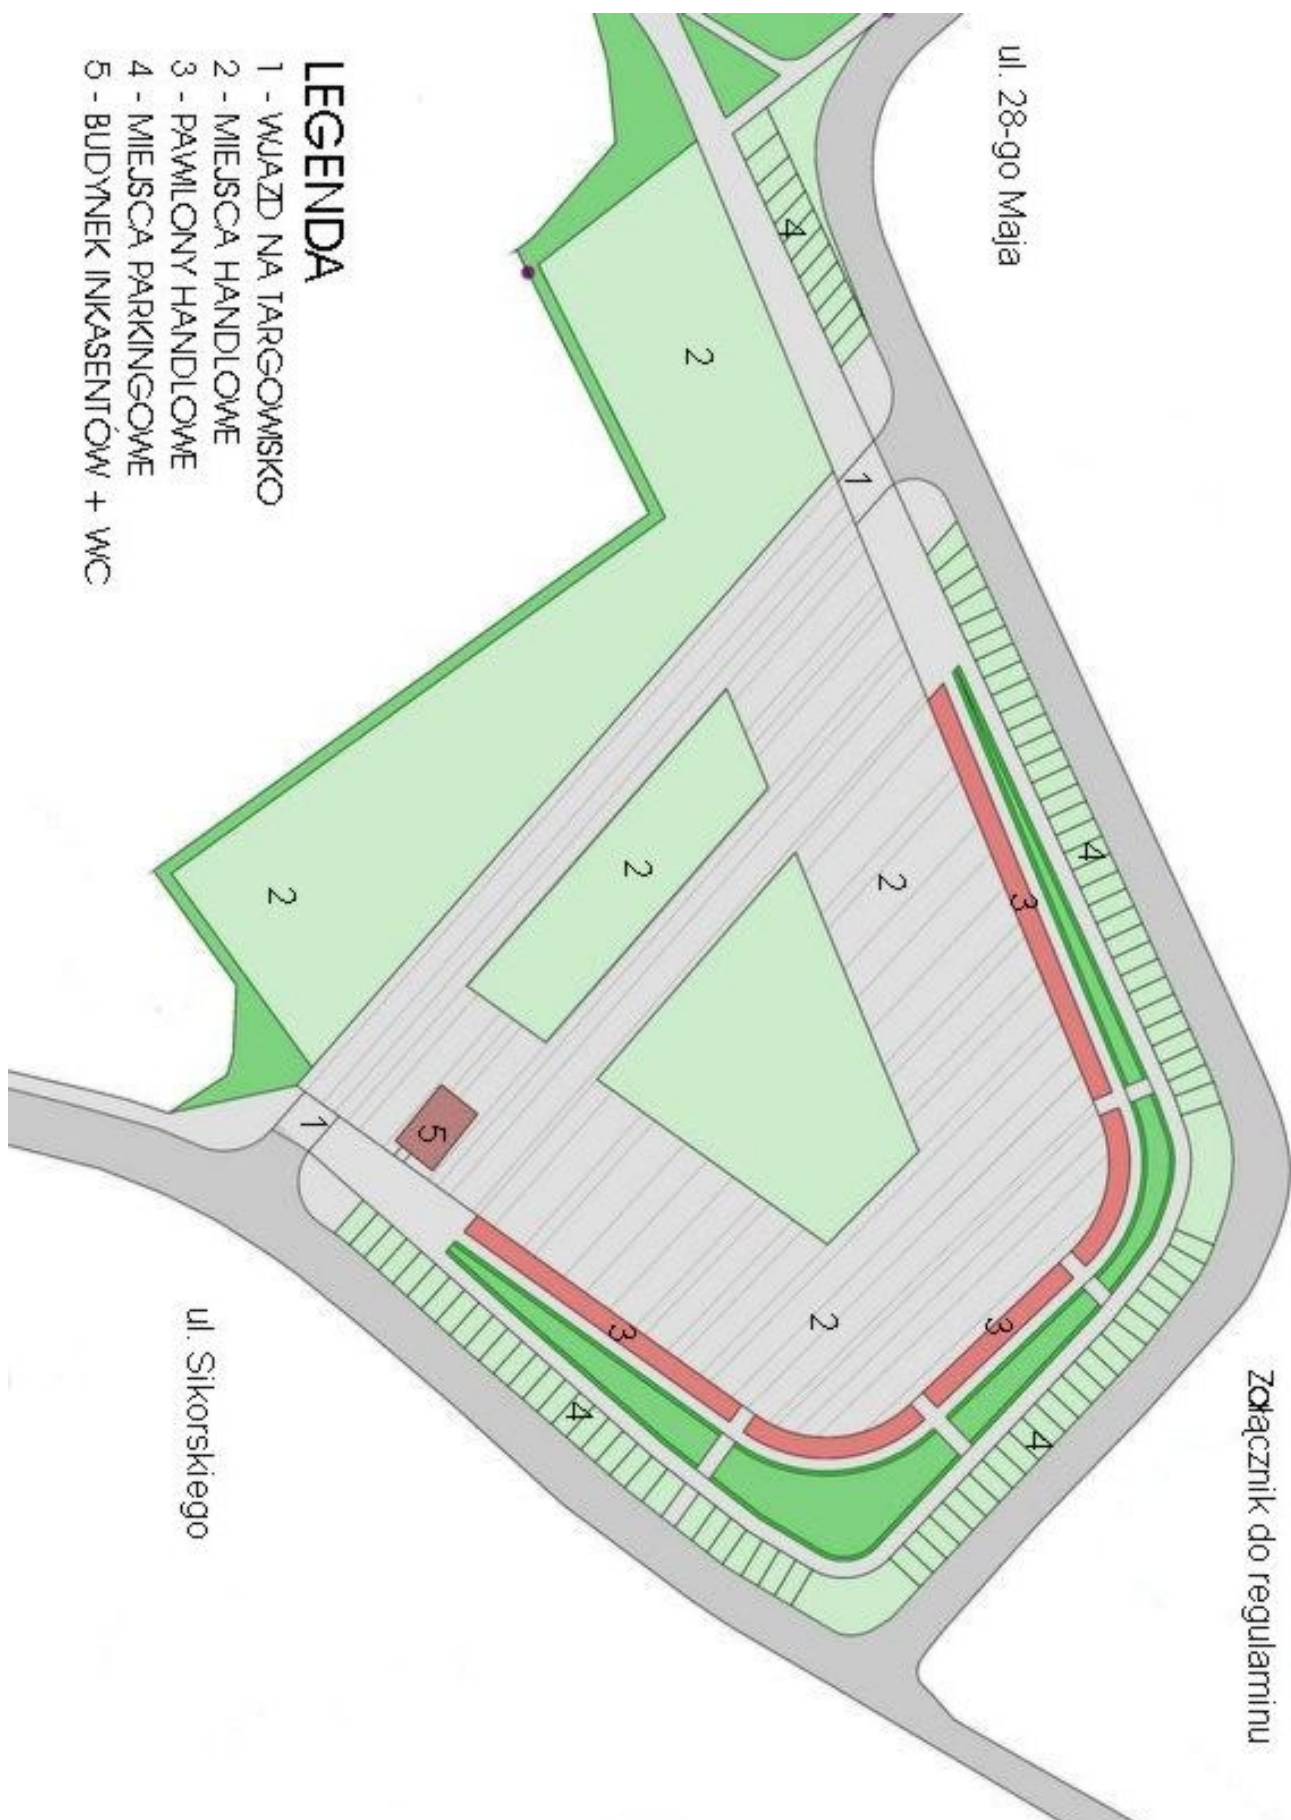 Załącznik do regulaminu
ul. 28-go Maja
4
1
2
4
3
2
2
2
5
1
3
2
3
4
4
ul. Sikorskiego
LEGENDA
1 - WJAZD NA TARGOWISKO
2 - MIEJSCA HANDLOWE
3 - PAWILONY HANDLOWE
4 - MIEJSCA PARKINGOWE
5 - BUDYNEK INKASENTÓW + WC